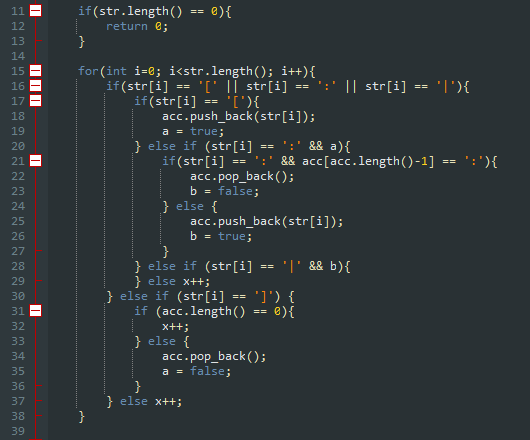 11 if(str.length() == 0){
12 return 0;
13 }
14
15 for(int i=0; i<str.length(); i++){
16 if(str[i] == '[' || str[i] == ':' || str[i] == '|'){
17 if(str[i] == '['){
18 acc.push_back(str[i]);
19 a = true;
20 } else if (str[i] == ':' && a){
21 if(str[i] == ':' && acc[acc.length()-1] == ':'){
22 acc.pop_back();
23 b = false;
24 } else {
25 acc.push_back(str[i]);
26 b = true;
27 }
28 } else if (str[i] == '|' && b){
29 } else x++;
30 } else if (str[i] == ']') {
31 if (acc.length() == 0){
32 x++;
33 } else {
34 acc.pop_back();
35 a = false;
36 }
37 } else x++;
38 }
39